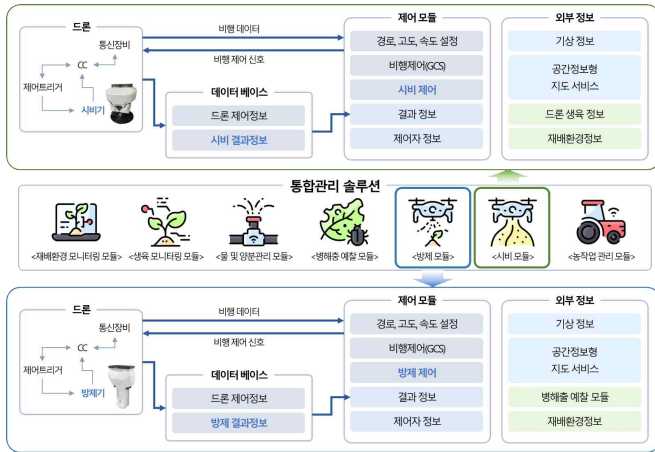 드론
통신장비
CC
제어트리거
시비기
비행 데이터
비행 제어 신호
데이터 베이스
드론 제어정보
시비 결과정보
제어 모듈
경로, 고도, 속도 설정
비행제어(GCS)
시비 제어
결과 정보
제어자 정보
외부 정보
기상 정보
공간정보형
지도 서비스
드론 생육 정보
재배환경정보
통합관리 솔루션
<재배환경 모니터링 모듈>
<생육 모니터링 모듈>
<물 및 양분관리 모듈>
<병해충 예찰 모듈>
<방제 모듈>
<시비 모듈>
<농작업 관리 모듈>
드론
통신장비
CC
제어트리거
방제기
비행 데이터
비행 제어 신호
데이터 베이스
드론 제어정보
방제 결과정보
제어 모듈
경로, 고도, 속도 설정
비행제어(GCS)
방제 제어
결과 정보
제어자 정보
외부 정보
기상 정보
공간정보형
지도 서비스
병해출 예찰 모듈
재배환경정보